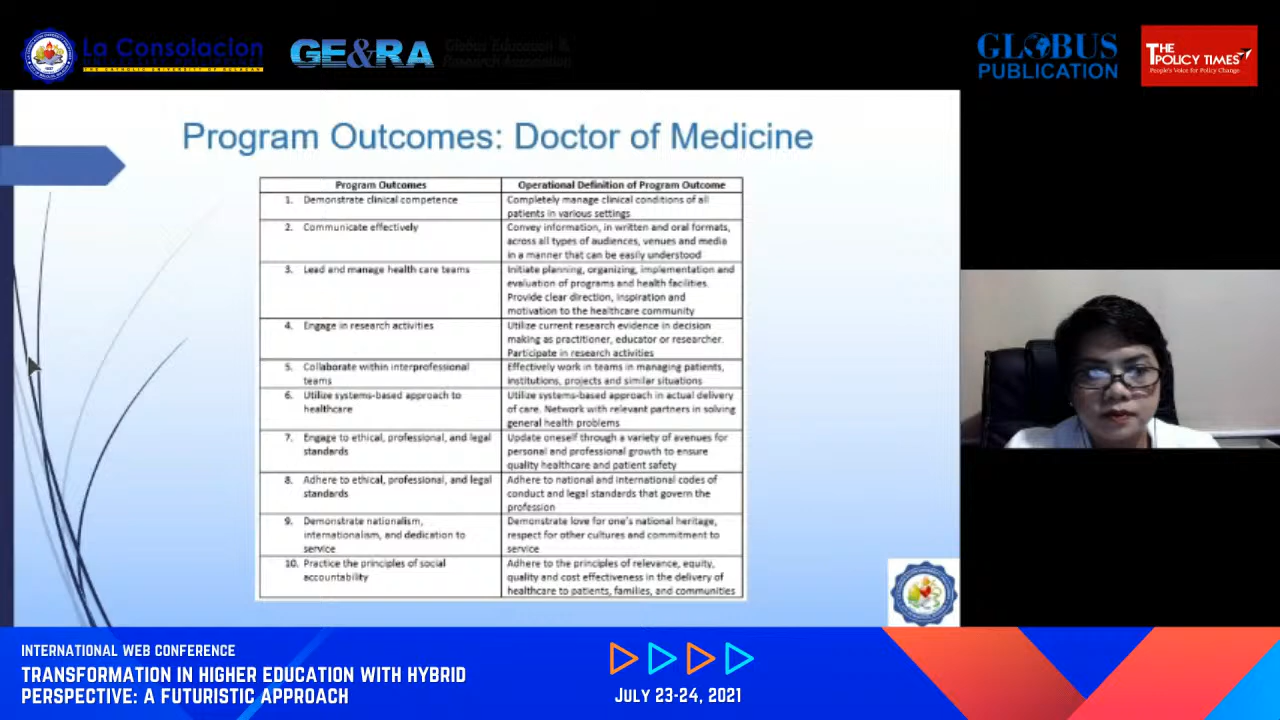 La Consolacion
THE CATHOLIC UNIVERSITY OF BULACAN
GE&RA
Globus Education &
Research Association
GLOBUS
PUBLICATION
THE
POLICY TIMES
People's Voice for Policy Change
Program Outcomes: Doctor of Medicine
Program Outcomes
Operational Definition of Program Outcome
1. Demonstrate clinical competence
Completely manage clinical conditions of all
patients in various settings
2. Communicate effectively
Convey information, in written and oral formats,
across all types of audiences, venues and media
in a manner that can be easily understood
3. Lead and manage health care teams
Initiate planning, organizing, implementation and
evaluation of programs and health facilities.
Provide clear direction, inspiration and
motivation to the healthcare community
4. Engage in research activities
Utilize current research evidence in decision
making as practitioner, educator or researcher.
Participate in research activities
5. Collaborate within interprofessional
teams
Effectively work in teams in managing patients,
institutions, projects and similar situations
6. Utilize systems-based approach to
healthcare
Utilize systems-based approach in actual delivery
of care. Network with relevant partners in solving
general health problems
7. Engage to ethical, professional, and legal
standards
Update oneself through a variety of avenues for
personal and professional growth to ensure
quality healthcare and patient safety
8. Adhere to ethical, professional, and legal
standards
Adhere to national and international codes of
conduct and legal standards that govern the
profession
9. Demonstrate nationalism,
internationalism, and dedication to
service
Demonstrate love for one's national heritage,
respect for other cultures and commitment to
service
10. Practice the principles of social
accountability
Adhere to the principles of relevance, equity,
quality and cost effectiveness in the delivery of
healthcare to patients, families, and communities
INTERNATIONAL WEB CONFERENCE
TRANSFORMATION IN HIGHER EDUCATION WITH HYBRID
PERSPECTIVE: A FUTURISTIC APPROACH
JULY 23-24, 2021